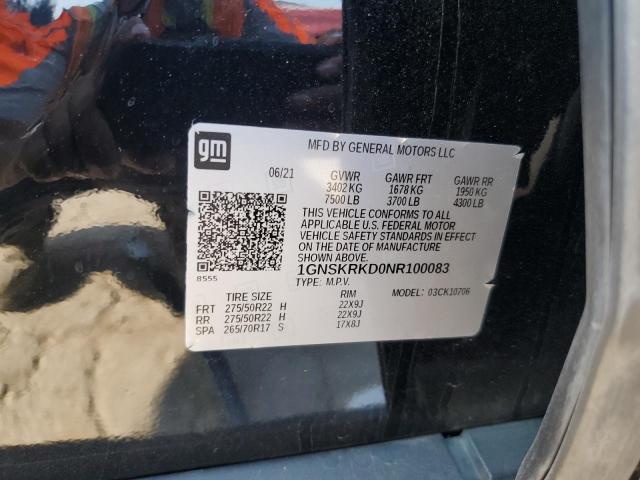 gm
MFD BY GENERAL MOTORS LLC
06/21 GVWR GAWR FRT GAWR RR
3402 KG 1678 KG 1950 KG
7500 LB 3700 LB 4300 LB
THIS VEHICLE CONFORMS TO ALL
APPLICABLE U.S. FEDERAL MOTOR
VEHICLE SAFETY STANDARDS IN EFFECT
ON THE DATE OF MANUFACTURE
SHOWN ABOVE.
1GNSKRKD0NR100083
8555
TYPE: M.P.V.
MODEL: 03CK10706
TIRE SIZE RIM
FRT 275/50R22 H 22X9J
RR 275/50R22 H 22X9J
SPA 265/70R17 S 17X8J